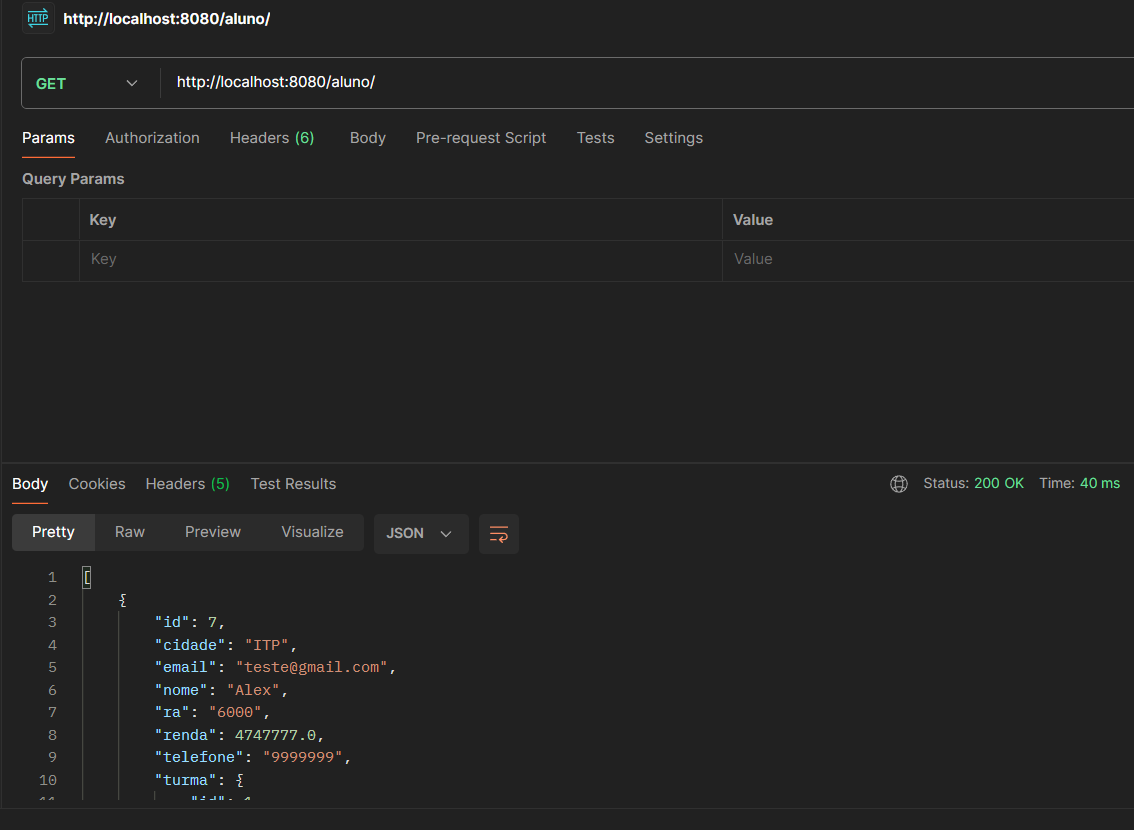 HTTP http://localhost:8080/aluno/
GET http://localhost:8080/aluno/
Params Authorization Headers (6) Body Pre-request Script Tests Settings
Query Params
Key Value
Key Value
Body Cookies Headers (5) Test Results Status: 200 OK Time: 40 ms
Pretty Raw Preview Visualize JSON
1 [
2 {
3 "id": 7,
4 "cidade": "ITP",
5 "email": "teste@gmail.com",
6 "nome": "Alex",
7 "ra": "6000",
8 "renda": 4747777.0,
9 "telefone": "9999999",
10 "turma": {
11 "id": 1